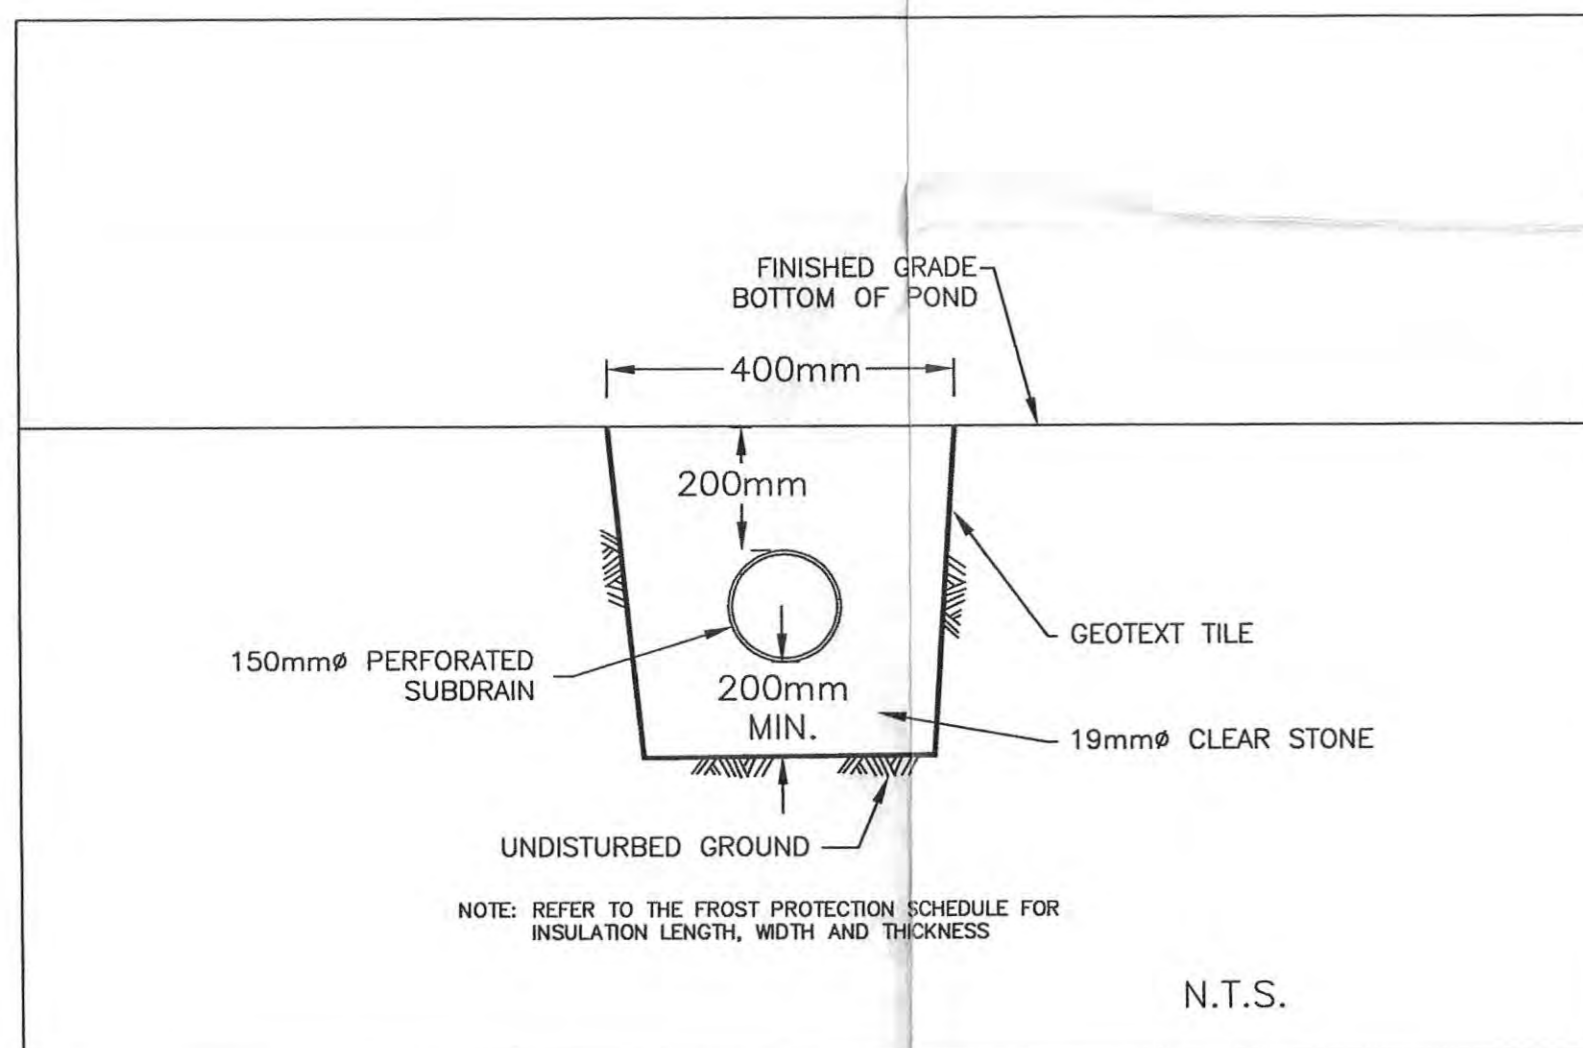 FINISHED GRADE
BOTTOM OF POND
400mm
200mm
150mmø PERFORATED
SUBDRAIN
200mm
MIN.
GEOTEXT TILE
19mmø CLEAR STONE
UNDISTURBED GROUND
NOTE: REFER TO THE FROST PROTECTION SCHEDULE FOR
INSULATION LENGTH, WIDTH AND THICKNESS
N.T.S.